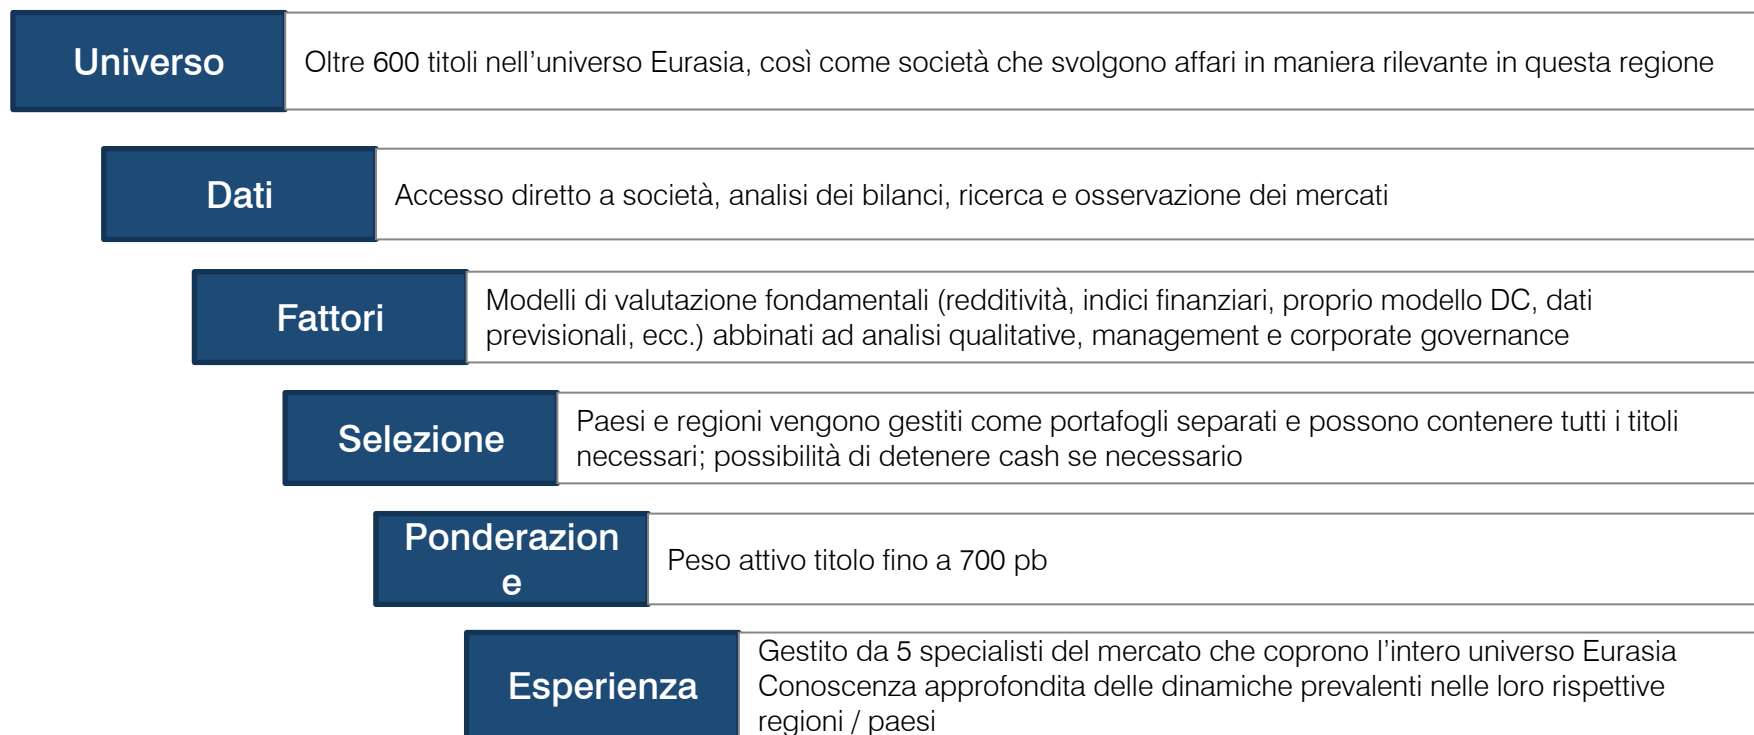 Universo
Oltre 600 titoli nell’universo Eurasia, così come società che svolgono affari in maniera rilevante in questa regione
Dati
Accesso diretto a società, analisi dei bilanci, ricerca e osservazione dei mercati
Fattori
Modelli di valutazione fondamentali (redditività, indici finanziari, proprio modello DC, dati
previsionali, ecc.) abbinati ad analisi qualitative, management e corporate governance
Selezione
Paesi e regioni vengono gestiti come portafogli separati e possono contenere tutti i titoli
necessari; possibilità di detenere cash se necessario
Ponderazion
e
Peso attivo titolo fino a 700 pb
Esperienza
Gestito da 5 specialisti del mercato che coprono l’intero universo Eurasia
Conoscenza approfondita delle dinamiche prevalenti nelle loro rispettive
regioni / paesi